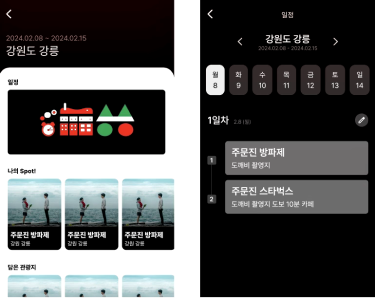 2024.02.08 ~ 2024.02.15
강원도 강릉
일정
나의 Spot!
주문진 방파제
강원 강릉
주문진 방파제
강원 강릉
주문진 방파제
강원 강릉
담은 관광지
일정
강원도 강릉
2024.02.08 - 2024.02.15
월 화 수 목 금 토 일
8 9 10 11 12 13 14
1일차 2.8 (월)
1
주문진 방파제
도깨비 촬영지
2
주문진 스타벅스
도깨비 촬영지 도보 10분 카페